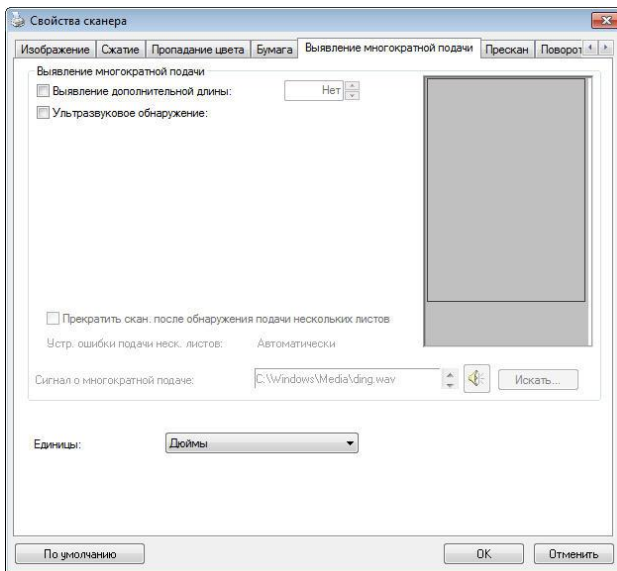 Свойства сканера
Изображение Сжатие Пропадание цвета Бумага Выявление многократной подачи Прескан Поворот
Выявление многократной подачи
Выявление дополнительной длины: Нет
Ультразвуковое обнаружение:
Прекратить скан. после обнаружения подачи нескольких листов
Устр. ошибки подачи неск. листов: Автоматически
Сигнал о многократной подаче: C:\Windows\Media\ding.wav Искать...
Единицы: Дюймы
По умолчанию OK Отменить